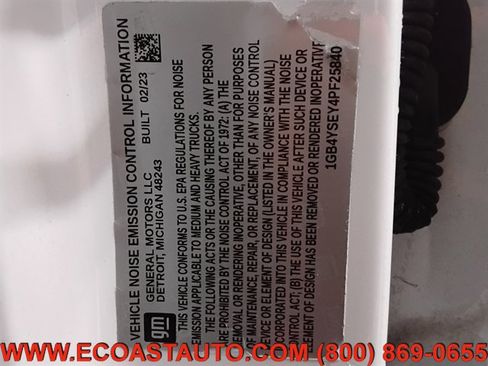 VEHICLE NOISE EMISSION CONTROL INFORMATION
GENERAL MOTORS LLC BUILT 02/23
DETROIT, MICHIGAN 48243
gm
THIS VEHICLE CONFORMS TO U.S. EPA REGULATIONS FOR NOISE
EMISSION APPLICABLE TO MEDIUM AND HEAVY TRUCKS.
THE FOLLOWING ACTS OR THE CAUSING THEREOF BY ANY PERSON
ARE PROHIBITED BY THE NOISE CONTROL ACT OF 1972: (A) THE
REMOVAL OR RENDERING INOPERATIVE, OTHER THAN FOR PURPOSES
OF MAINTENANCE, REPAIR, OR REPLACEMENT, OF ANY NOISE CONTROL
DEVICE OR ELEMENT OF DESIGN (LISTED IN THE OWNER'S MANUAL)
INCORPORATED INTO THIS VEHICLE IN COMPLIANCE WITH THE NOISE
CONTROL ACT; (B) THE USE OF THIS VEHICLE AFTER SUCH DEVICE OR
ELEMENT OF DESIGN HAS BEEN REMOVED OR RENDERED INOPERATIVE
1GB4VSEY4PF25840
WWW.ECOASTAUTO.COM (800) 869-0655